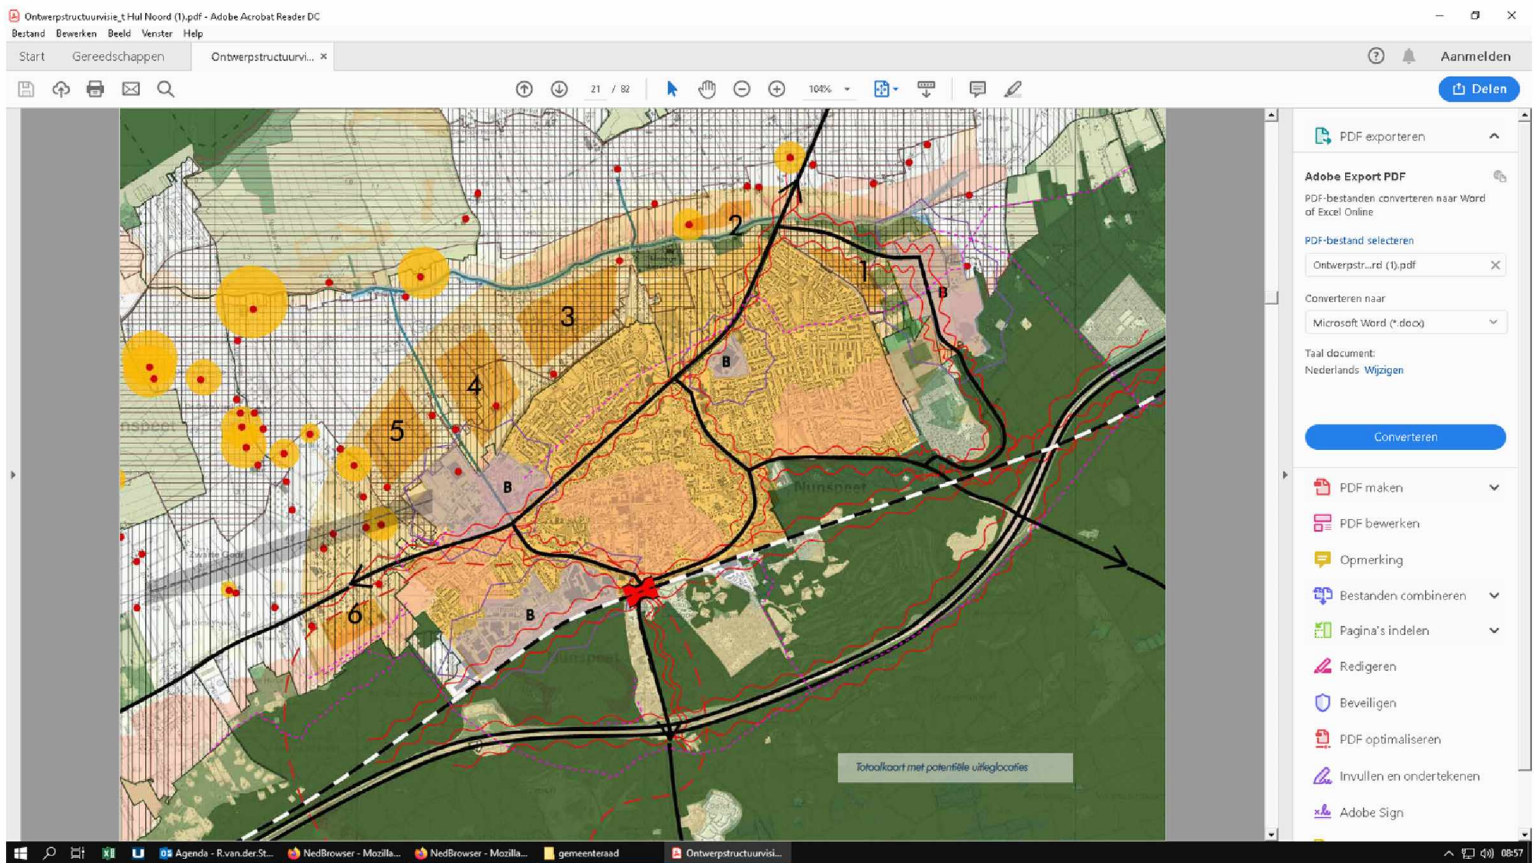 Ontwerpstructuurvisie_t Hul Noord (1).pdf - Adobe Acrobat Reader DC
Bestand Bewerken Beeld Venster Help
Start Gereedschappen Ontwerpstructuurvi... × Aanmelden
21 / 82 104% Delen
PDF exporteren
Adobe Export PDF
PDF-bestanden converteren naar Word
of Excel Online
PDF-bestand selecteren
Ontwerpstr...rd (1).pdf
Converteren naar
Microsoft Word (*.docx)
Taal document:
Nederlands Wijzigen
Converteren
PDF maken
PDF bewerken
Opmerking
Bestanden combineren
Pagina's indelen
Redigeren
Beveiligen
PDF optimaliseren
Invullen en ondertekenen
Adobe Sign
2
1
B
3
B
4
5
B
Nunspeet
Zwarte Goor
6
B
Nunspeet
Totaalkaart met potentiële uitleglocaties
Agenda - R.van.der.St... NedBrowser - Mozilla... NedBrowser - Mozilla... gemeenteraad Ontwerpstructuurvisi... 08:57